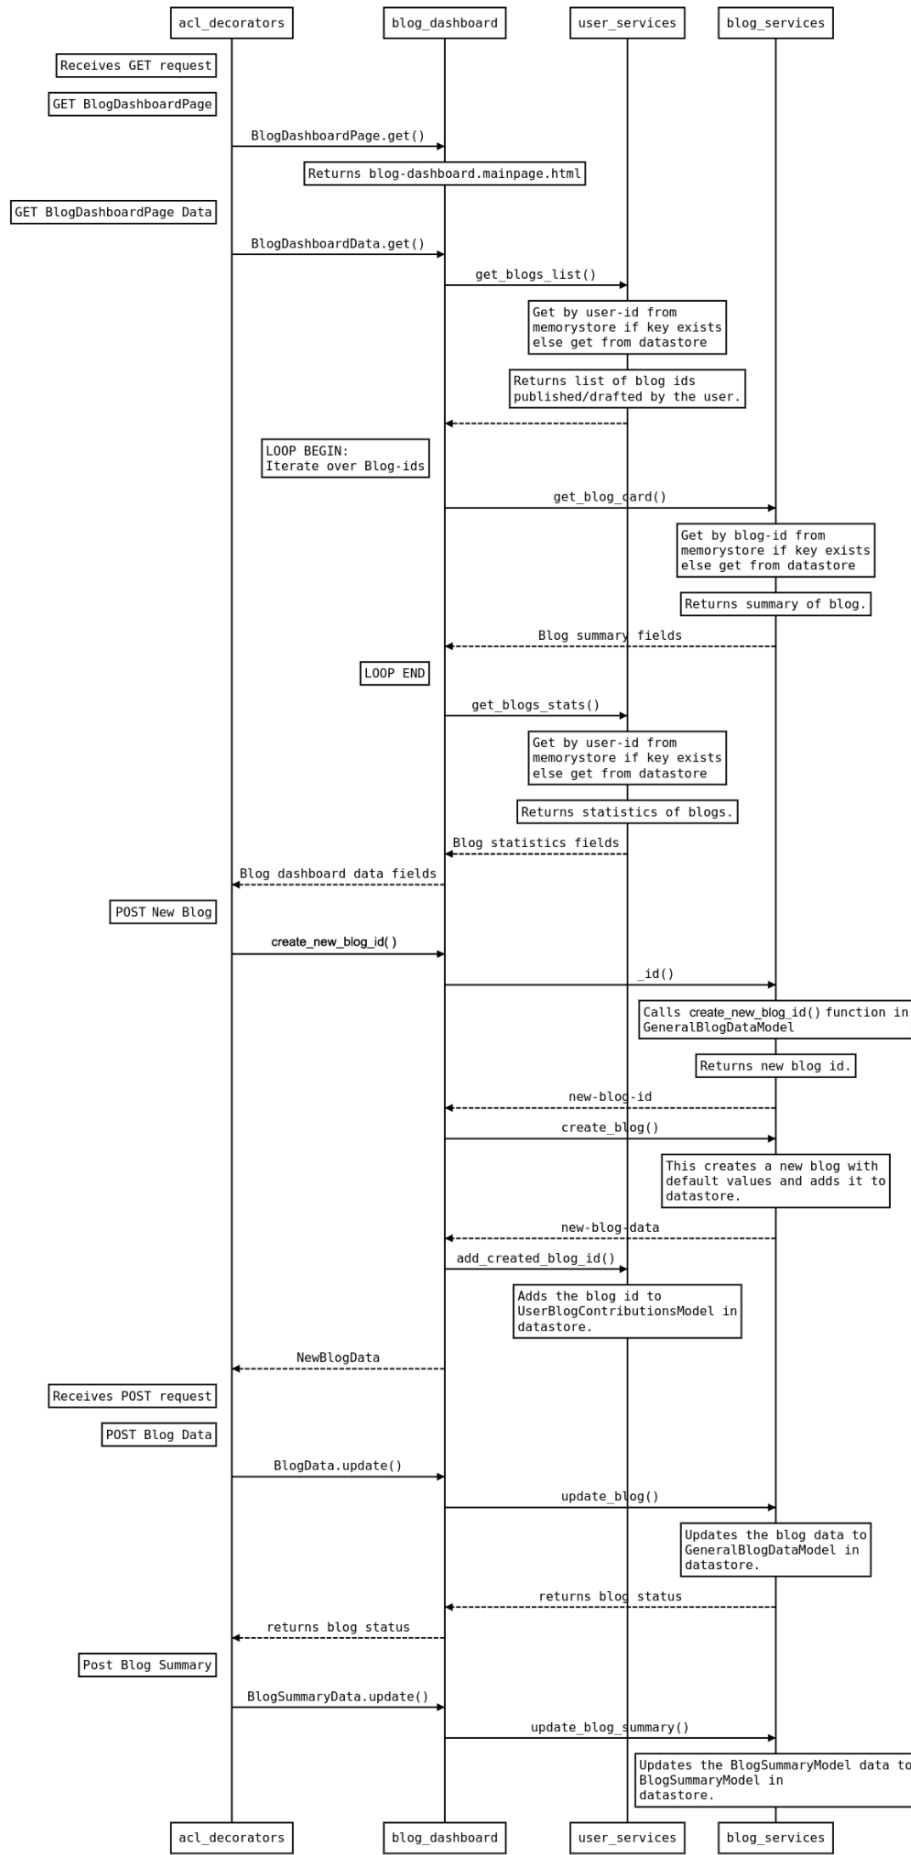 acl_decorators
blog_dashboard
user_services
blog_services
Receives GET request
GET BlogDashboardPage
BlogDashboardPage.get()
Returns blog-dashboard.mainpage.html
GET BlogDashboardPage Data
BlogDashboardData.get()
get_blogs_list()
Get by user-id from
memorystore if key exists
else get from datastore
Returns list of blog ids
published/drafted by the user.
LOOP BEGIN:
Iterate over Blog-ids
get_blog_card()
Get by blog-id from
memorystore if key exists
else get from datastore
Returns summary of blog.
Blog summary fields
LOOP END
get_blogs_stats()
Get by user-id from
memorystore if key exists
else get from datastore
Returns statistics of blogs.
Blog statistics fields
Blog dashboard data fields
POST New Blog
create_new_blog_id()
_id()
Calls create_new_blog_id() function in
GeneralBlogDataModel
Returns new blog id.
new-blog-id
create_blog()
This creates a new blog with
default values and adds it to
datastore.
new-blog-data
add_created_blog_id()
Adds the blog id to
UserBlogContributionsModel in
datastore.
NewBlogData
Receives POST request
POST Blog Data
BlogData.update()
update_blog()
Updates the blog data to
GeneralBlogDataModel in
datastore.
returns blog status
returns blog status
Post Blog Summary
BlogSummaryData.update()
update_blog_summary()
Updates the BlogSummaryModel data to
BlogSummaryModel in
datastore.
acl_decorators
blog_dashboard
user_services
blog_services